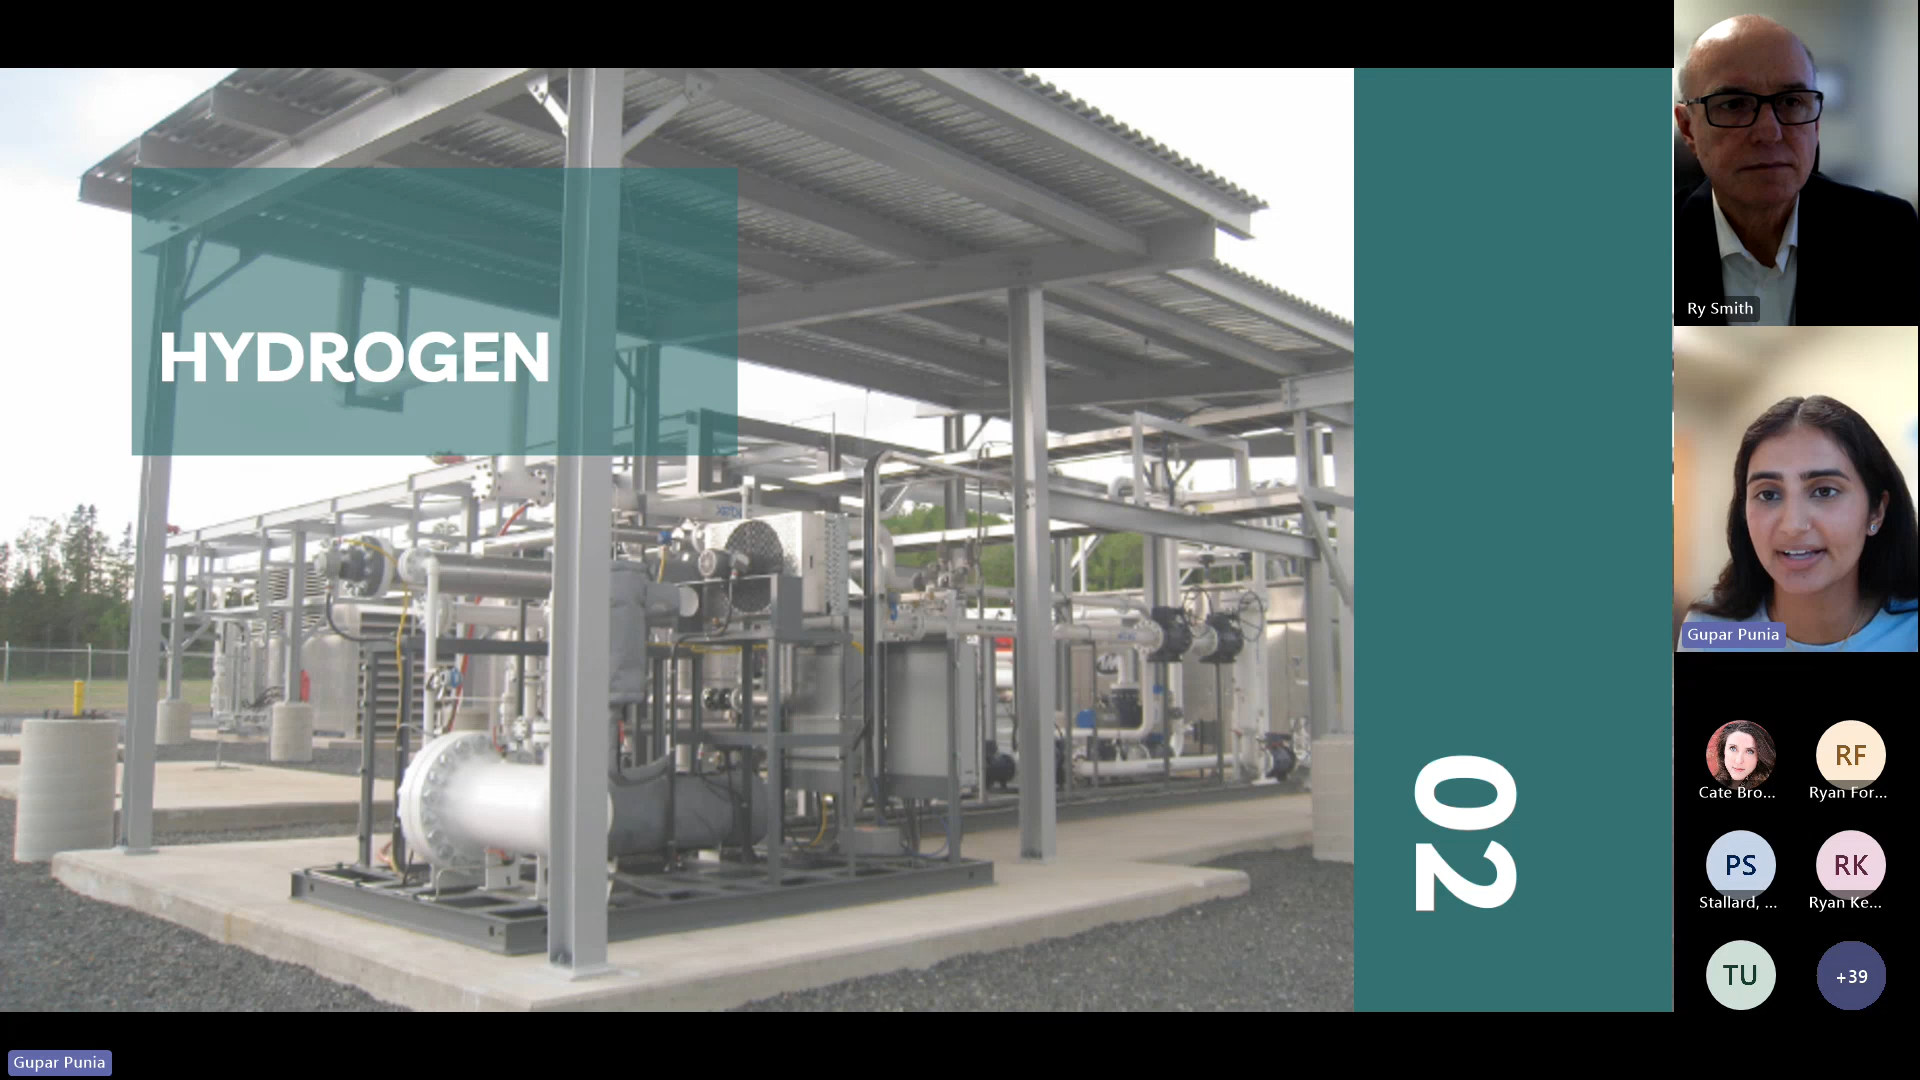 HYDROGEN
02
Ry Smith
Gupar Punia
Cate Bro...
RF
Ryan For...
PS
Stallard, ...
RK
Ryan Ke...
TU
+39
Gupar Punia